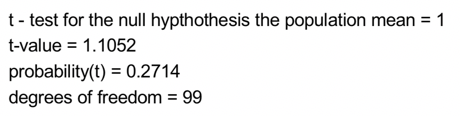 t - test for the null hypthothesis the population mean = 1
t-value = 1.1052
probability(t) = 0.2714
degrees of freedom = 99